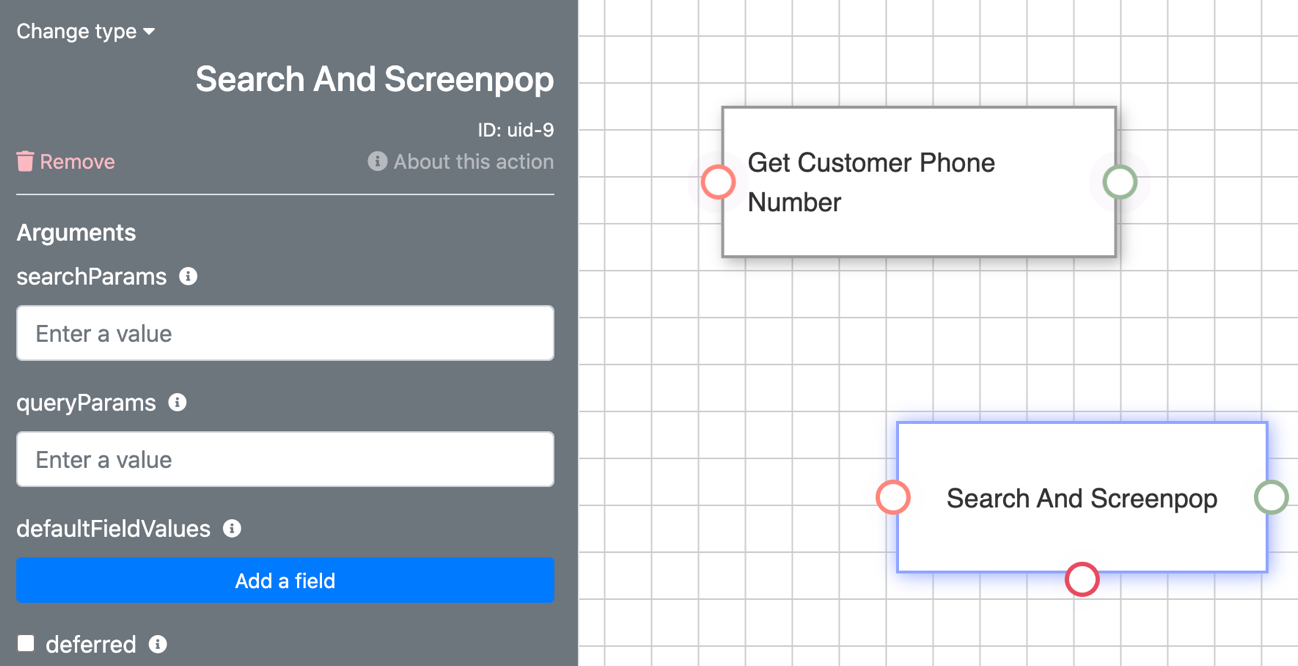 Change type
Search And Screenpop
ID: uid-9
Remove
About this action
Arguments
searchParams
Enter a value
queryParams
Enter a value
defaultFieldValues
Add a field
deferred
Get Customer Phone
Number
Search And Screenpop